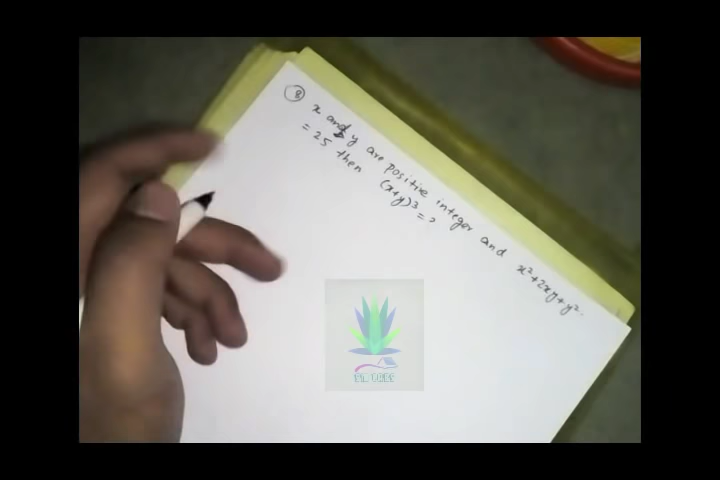 8 x and y are positive integer and x²+2xy+y²
= 25 then (x+y)³ = ?